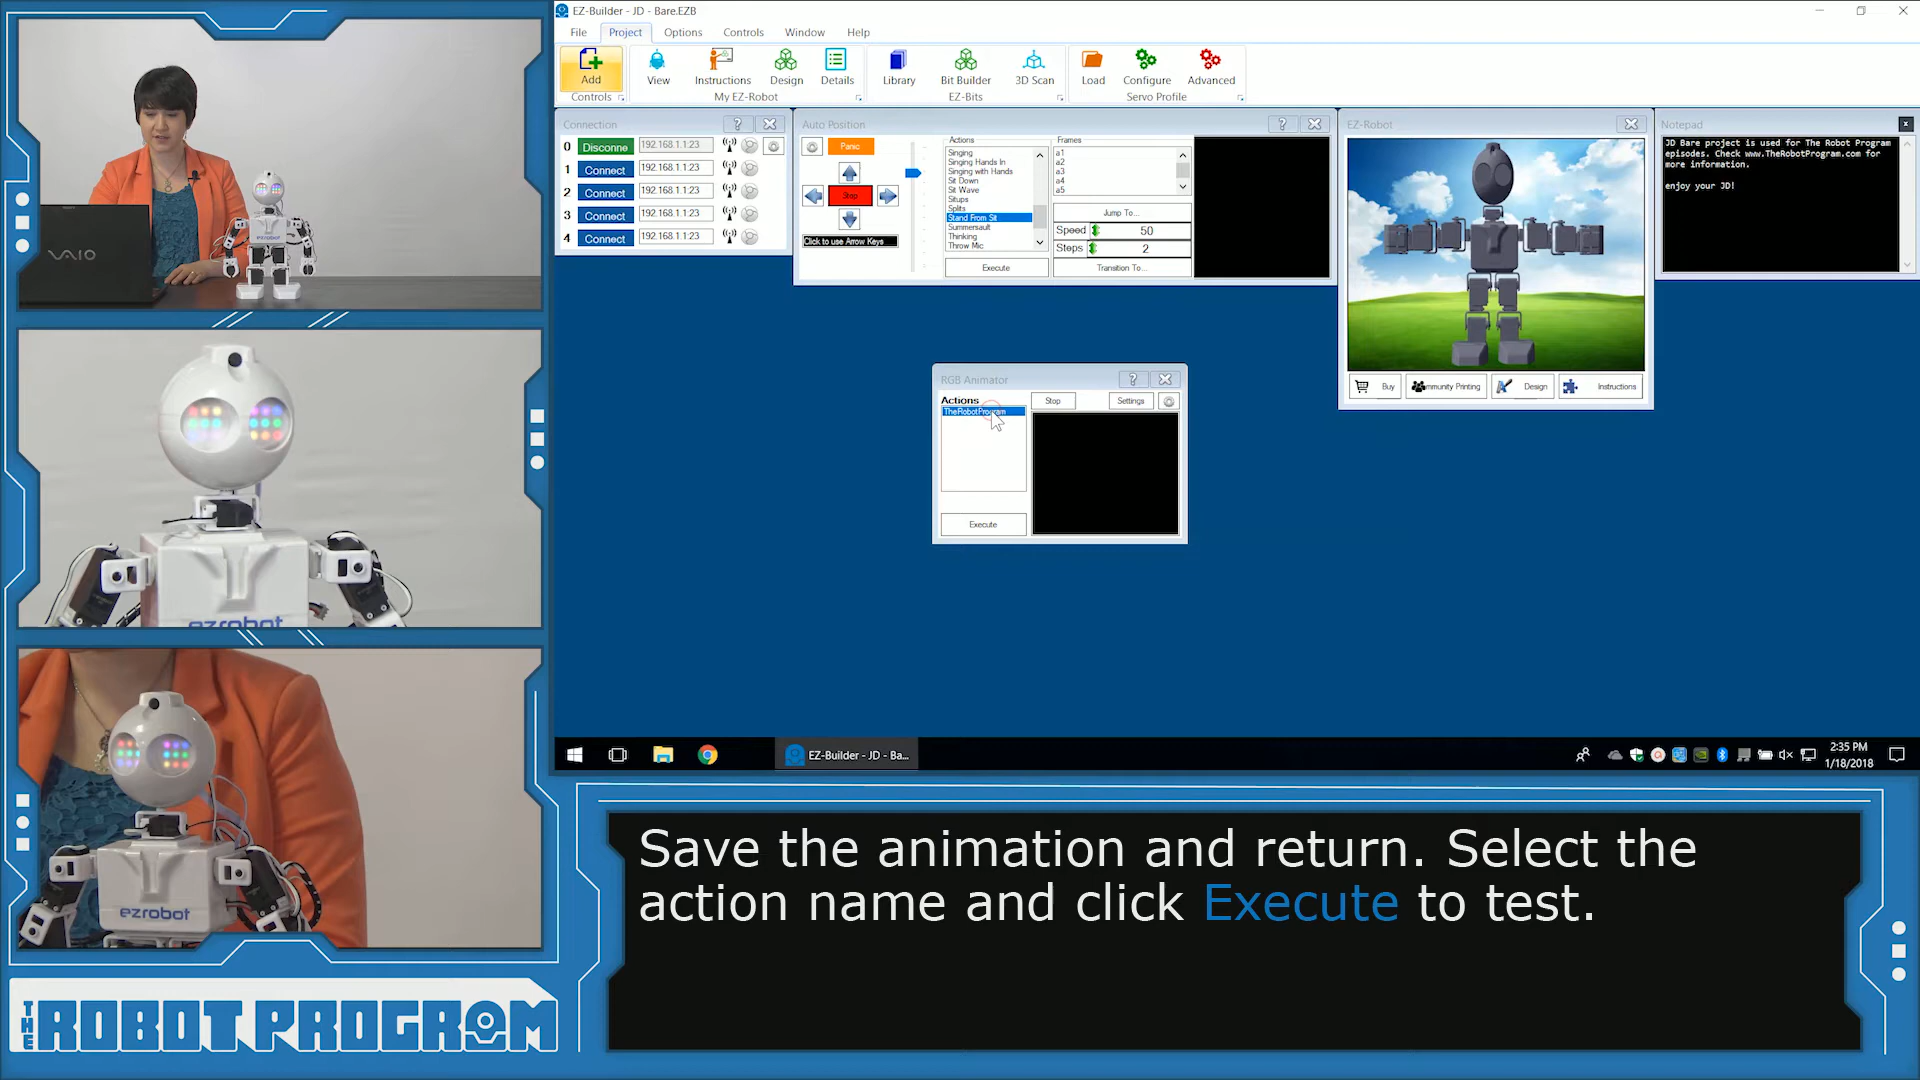 EZ-Builder - JD - Bare.EZB
File Project Options Controls Window Help
Add View Instructions Design Details Library Bit Builder 3D Scan Load Configure Advanced
Controls My EZ-Robot EZ-Bits Servo Profile
Connection ?
0 Disconne 192.168.1.1:23
1 Connect 192.168.1.1:23
2 Connect 192.168.1.1:23
3 Connect 192.168.1.1:23
4 Connect 192.168.1.1:23
Auto Position ?
Panic
Stop
Click to use Arrow Keys
Actions
Singing
Singing Hands In
Singing with Hands
Sit Down
Sit Wave
Situps
Splits
Stand From Sit
Summersault
Thinking
Throw Mic
Execute
Frames
a1
a2
a3
a4
a5
Jump To...
Speed 50
Steps 2
Transition To...
EZ-Robot
Buy mmunity Printing Design Instructions
Notepad
JD Bare project is used for The Robot Program
episodes. Check www.TheRobotProgram.com for
more information.
enjoy your JD!
RGB Animator ?
Actions Stop Settings
TheRobotProgram
Execute
VAIO
ezrobot
ezrobot
EZ-Builder - JD - Ba...
2:35 PM
1/18/2018
Save the animation and return. Select the
action name and click Execute to test.
THE ROBOT PROGRAM